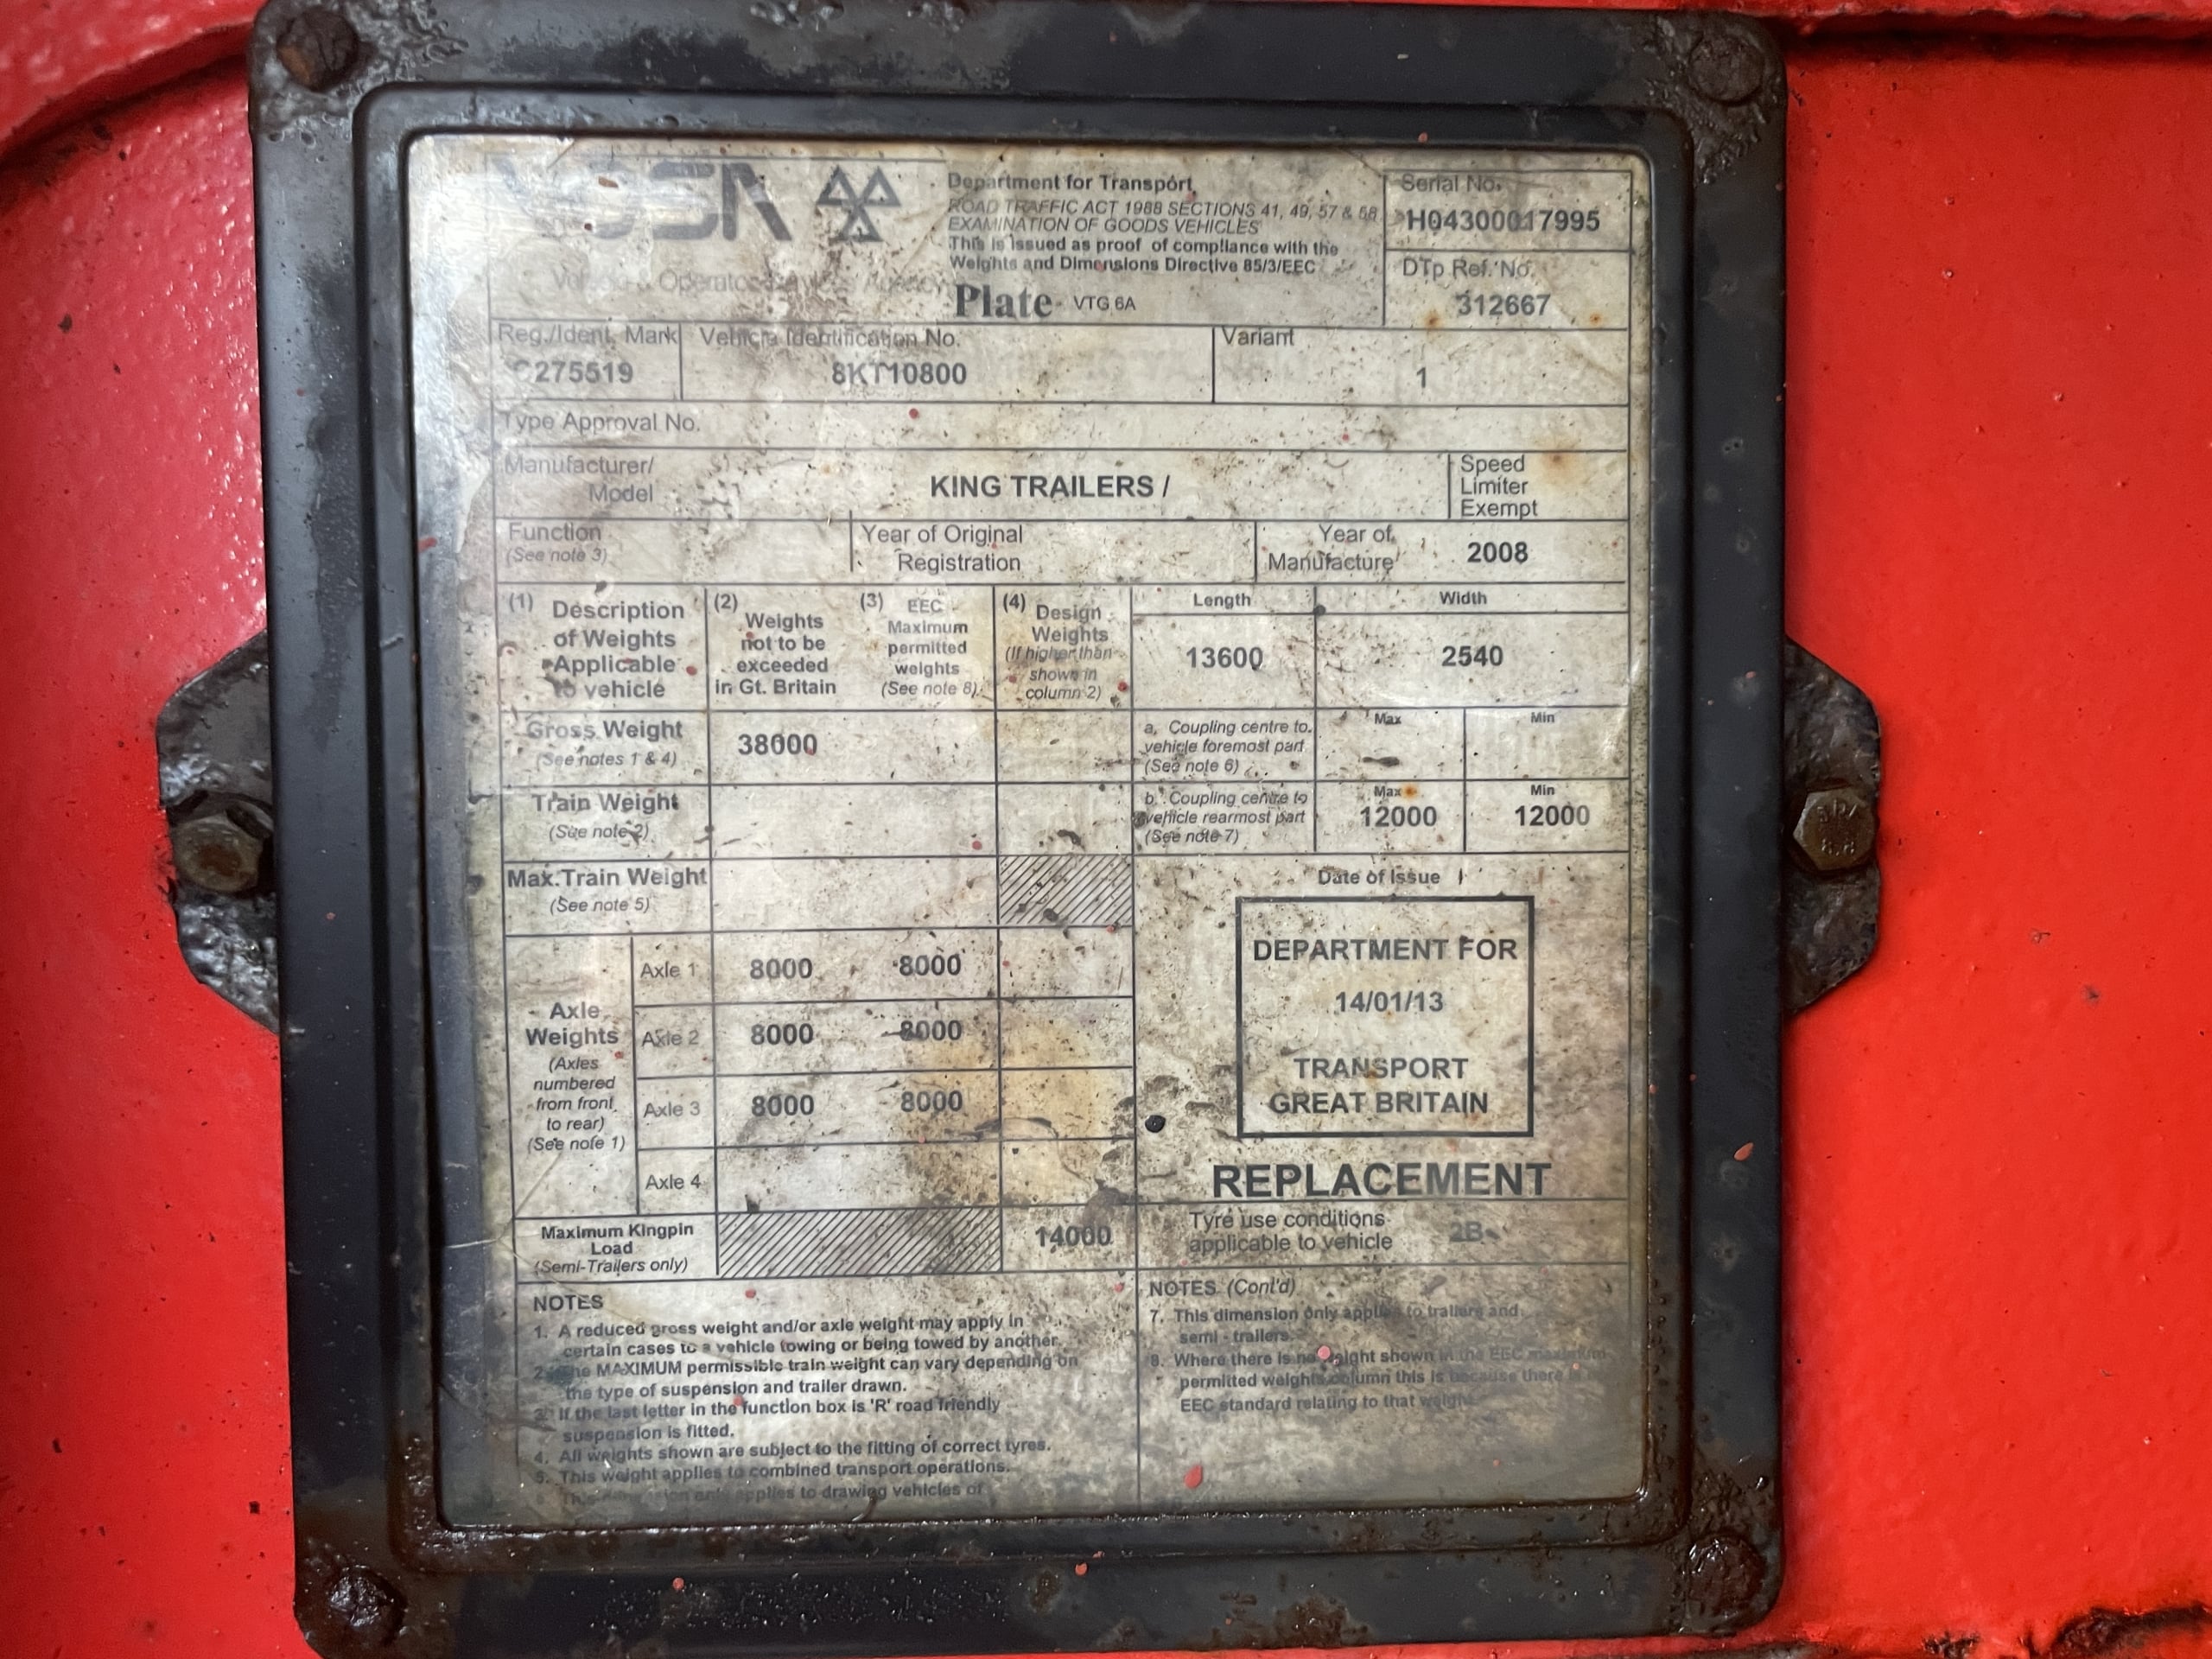 VOSA
Vehicle & Operator Services Agency
Department for Transport
ROAD TRAFFIC ACT 1988 SECTIONS 41, 49, 57 & 58
EXAMINATION OF GOODS VEHICLES
This is issued as proof of compliance with the
Weights and Dimensions Directive 85/3/EEC
Plate VTG 6A
Serial No.
H04300017995
DTp Ref. No.
312667
Reg./Ident. Mark
C275519
Vehicle Identification No.
8KT10800
Variant
1
Type Approval No.
Manufacturer/
Model
KING TRAILERS /
Speed
Limiter
Exempt
Function
(See note 3)
Year of Original
Registration
Year of
Manufacture
2008
(1) Description
of Weights
Applicable
to vehicle
(2) Weights
not to be
exceeded
in Gt. Britain
(3) EEC
Maximum
permitted
weights
(See note 8)
(4) Design
Weights
(If higher than
shown in
column 2)
Length
13600
Width
2540
Gross Weight
(See notes 1 & 4)
38000
a. Coupling centre to
vehicle foremost part
(See note 6)
Max
Min
Train Weight
(See note 2)
b. Coupling centre to
vehicle rearmost part
(See note 7)
Max
12000
Min
12000
Max.Train Weight
(See note 5)
Date of Issue
DEPARTMENT FOR
14/01/13
TRANSPORT
GREAT BRITAIN
REPLACEMENT
Axle
Weights
(Axles
numbered
from front
to rear)
(See note 1)
Axle 1 8000 8000
Axle 2 8000 8000
Axle 3 8000 8000
Axle 4
Maximum Kingpin
Load
(Semi-Trailers only)
14000
Tyre use conditions
applicable to vehicle
2B
NOTES
1. A reduced gross weight and/or axle weight may apply in
certain cases to a vehicle towing or being towed by another.
2. The MAXIMUM permissible train weight can vary depending on
the type of suspension and trailer drawn.
3. If the last letter in the function box is 'R' road friendly
suspension is fitted.
4. All weights shown are subject to the fitting of correct tyres.
5. This weight applies to combined transport operations.
6. This dimension only applies to drawing vehicles of
NOTES (Cont'd)
7. This dimension only applies to trailers and
semi - trailers.
8. Where there is no weight shown in the EEC maximum
permitted weights column this is because there is
EEC standard relating to that weight.
8.8